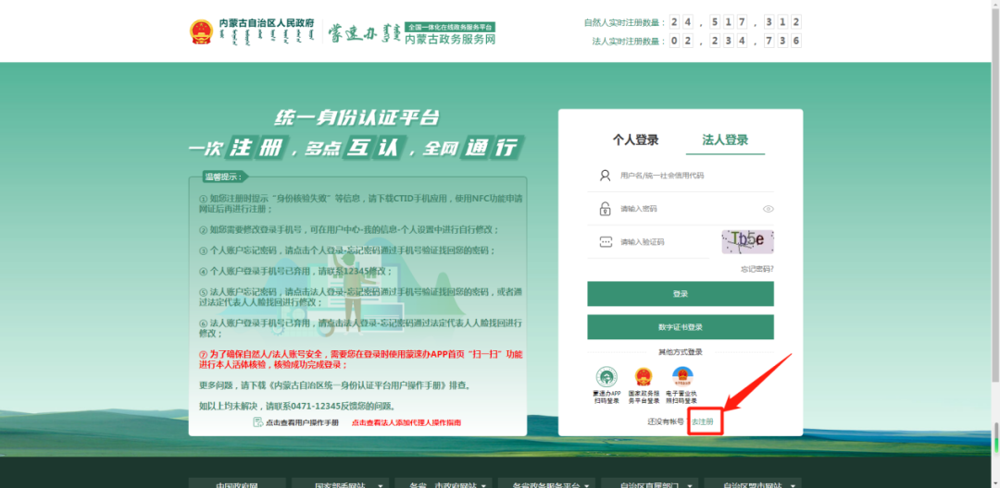 内蒙古自治区人民政府
蒙速办
全国一体化在线政务服务平台
内蒙古政务服务网
自然人实时注册数量： 24,517,312
法人实时注册数量： 02,234,736
统一身份认证平台
一次 注册，多点 互认，全网 通行
温馨提示：
① 如您注册时提示“身份核验失败”等信息，请下载CTID手机应用，使用NFC功能申请
网证后再进行注册；
② 如您需要修改登录手机号，可在用户中心-我的信息-个人设置中进行自行修改；
③ 个人账户忘记密码，请点击个人登录-忘记密码通过手机号验证找回您的密码；
④ 个人账户登录手机号已弃用，请联系12345修改；
⑤ 法人账户忘记密码，请点击法人登录-忘记密码通过手机号验证找回您的密码，或者通
过法定代表人人脸找回进行修改；
⑥ 法人账户登录手机号已弃用，请点击法人登录-忘记密码通过法定代表人人脸找回进行
修改；
⑦ 为了确保自然人/法人账号安全，需要您在登录时使用蒙速办APP首页“扫一扫”功能
进行本人活体核验，核验成功完成登录；
更多问题，请下载《内蒙古自治区统一身份认证平台用户操作手册》排查。
如以上均未解决，请联系0471-12345反馈您的问题。
点击查看用户操作手册 点击查看法人添加代理人操作指南
个人登录 法人登录
用户名/统一社会信用代码
请输入密码
请输入验证码
Tb5e
忘记密码?
登录
数字证书登录
其他方式登录
蒙速办APP
扫码登录
国家政务服
务平台登录
电子营业执
照扫码登录
还没有帐号 去注册
中国政府网 国家部委网站 各省、市政府网站 各省政务服务平台 自治区直属部门 自治区盟市网站